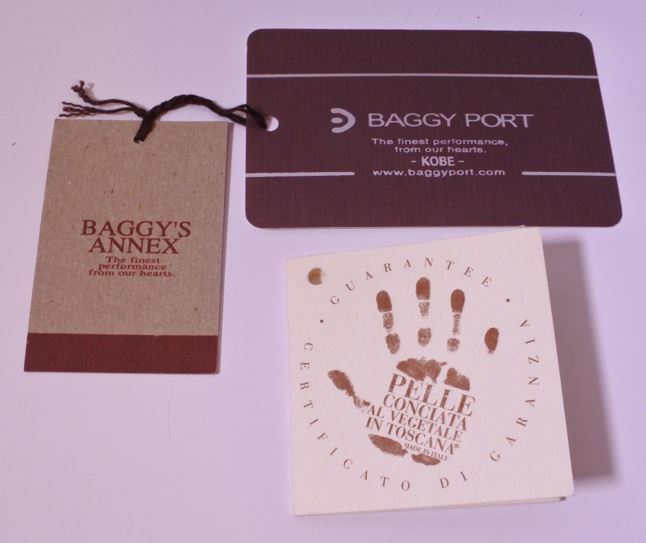 BAGGY PORT
The finest performance,
from our hearts.
- KOBE -
www.baggyport.com
BAGGY'S
ANNEX
The finest
performance
from our hearts.
• GUARANTEE •
CERTIFICATO DI GARANZIA
PELLE
CONCIATA
AL VEGETALE
IN TOSCANA®
MADE IN ITALY